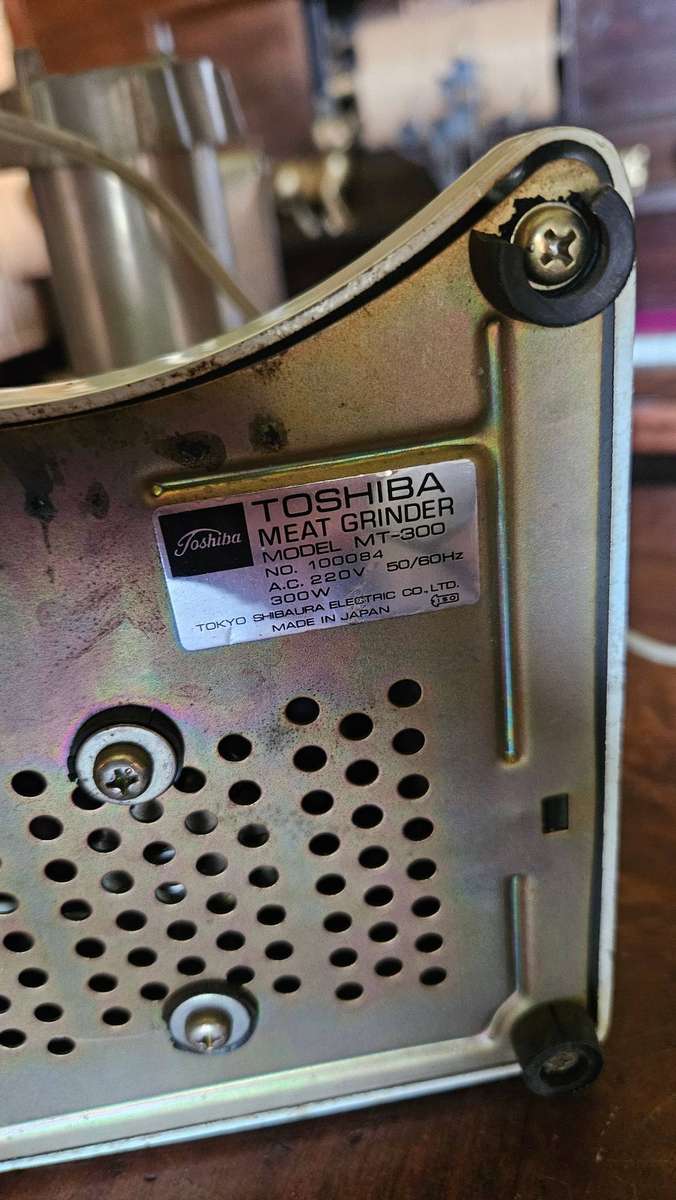 Toshiba
TOSHIBA
MEAT GRINDER
MODEL MT-300
NO. 100084
A.C. 220V 50/60Hz
300W
TOKYO SHIBAURA ELECTRIC CO., LTD.
MADE IN JAPAN